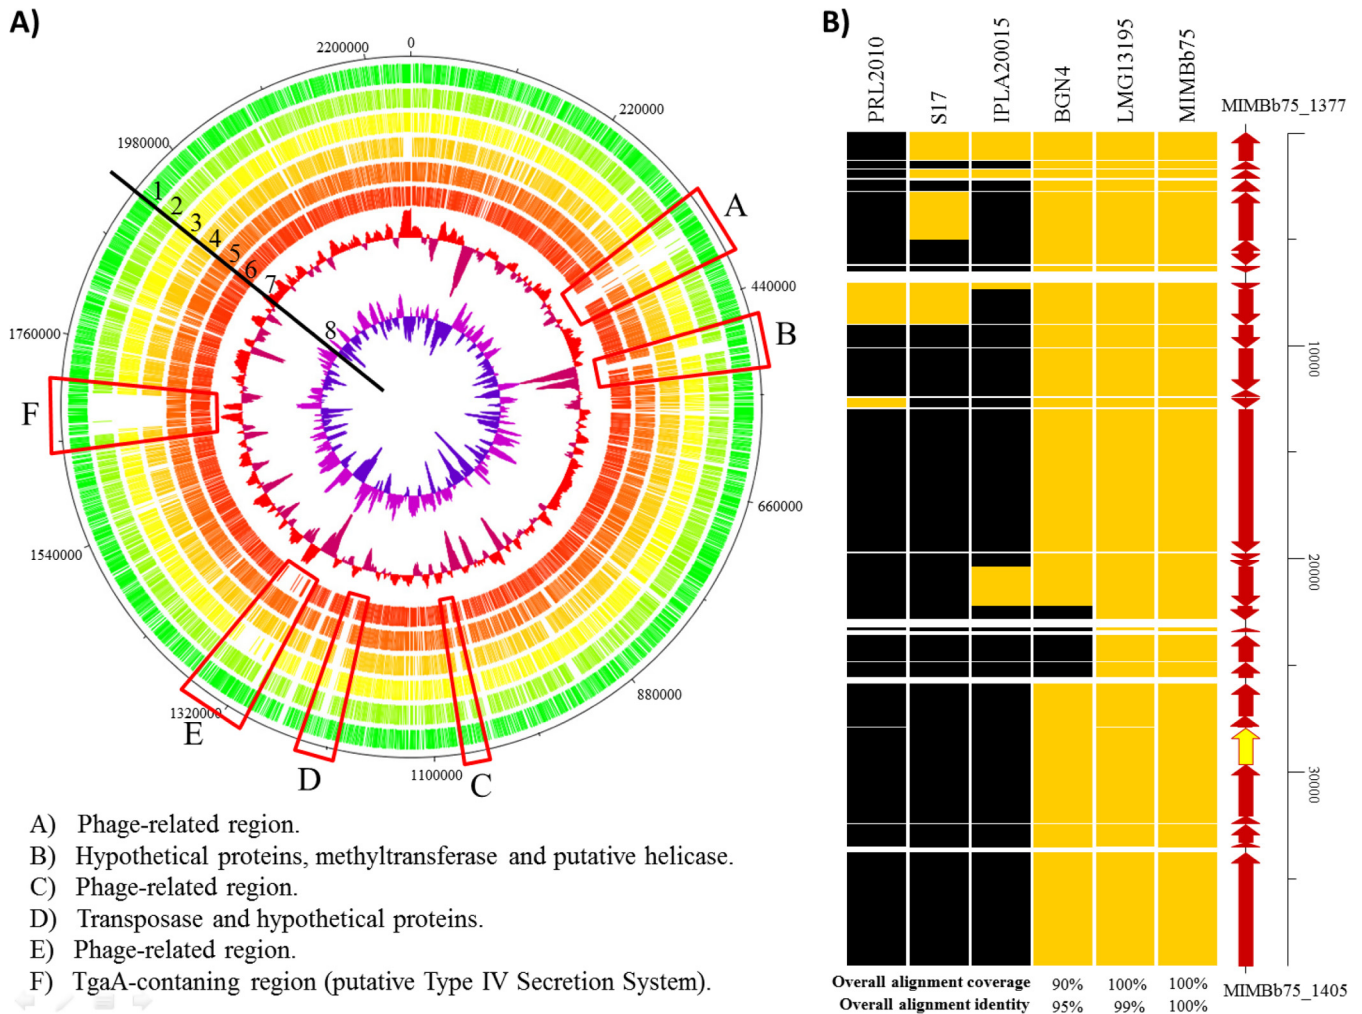 A)
2200000
0
220000
1980000
1
2
3
4
5
6
7
8
A
440000
B
1760000
F
660000
1540000
880000
1320000
E
D
1100000
C
A) Phage-related region.
B) Hypothetical proteins, methyltransferase and putative helicase.
C) Phage-related region.
D) Transposase and hypothetical proteins.
E) Phage-related region.
F) TgaA-contaning region (putative Type IV Secretion System).
B)
PRL2010
S17
IPLA20015
BGN4
LMG13195
MIMBb75
MIMBb75_1377
10000
20000
30000
Overall alignment coverage 90% 100% 100%
MIMBb75_1405
Overall alignment identity 95% 99% 100%